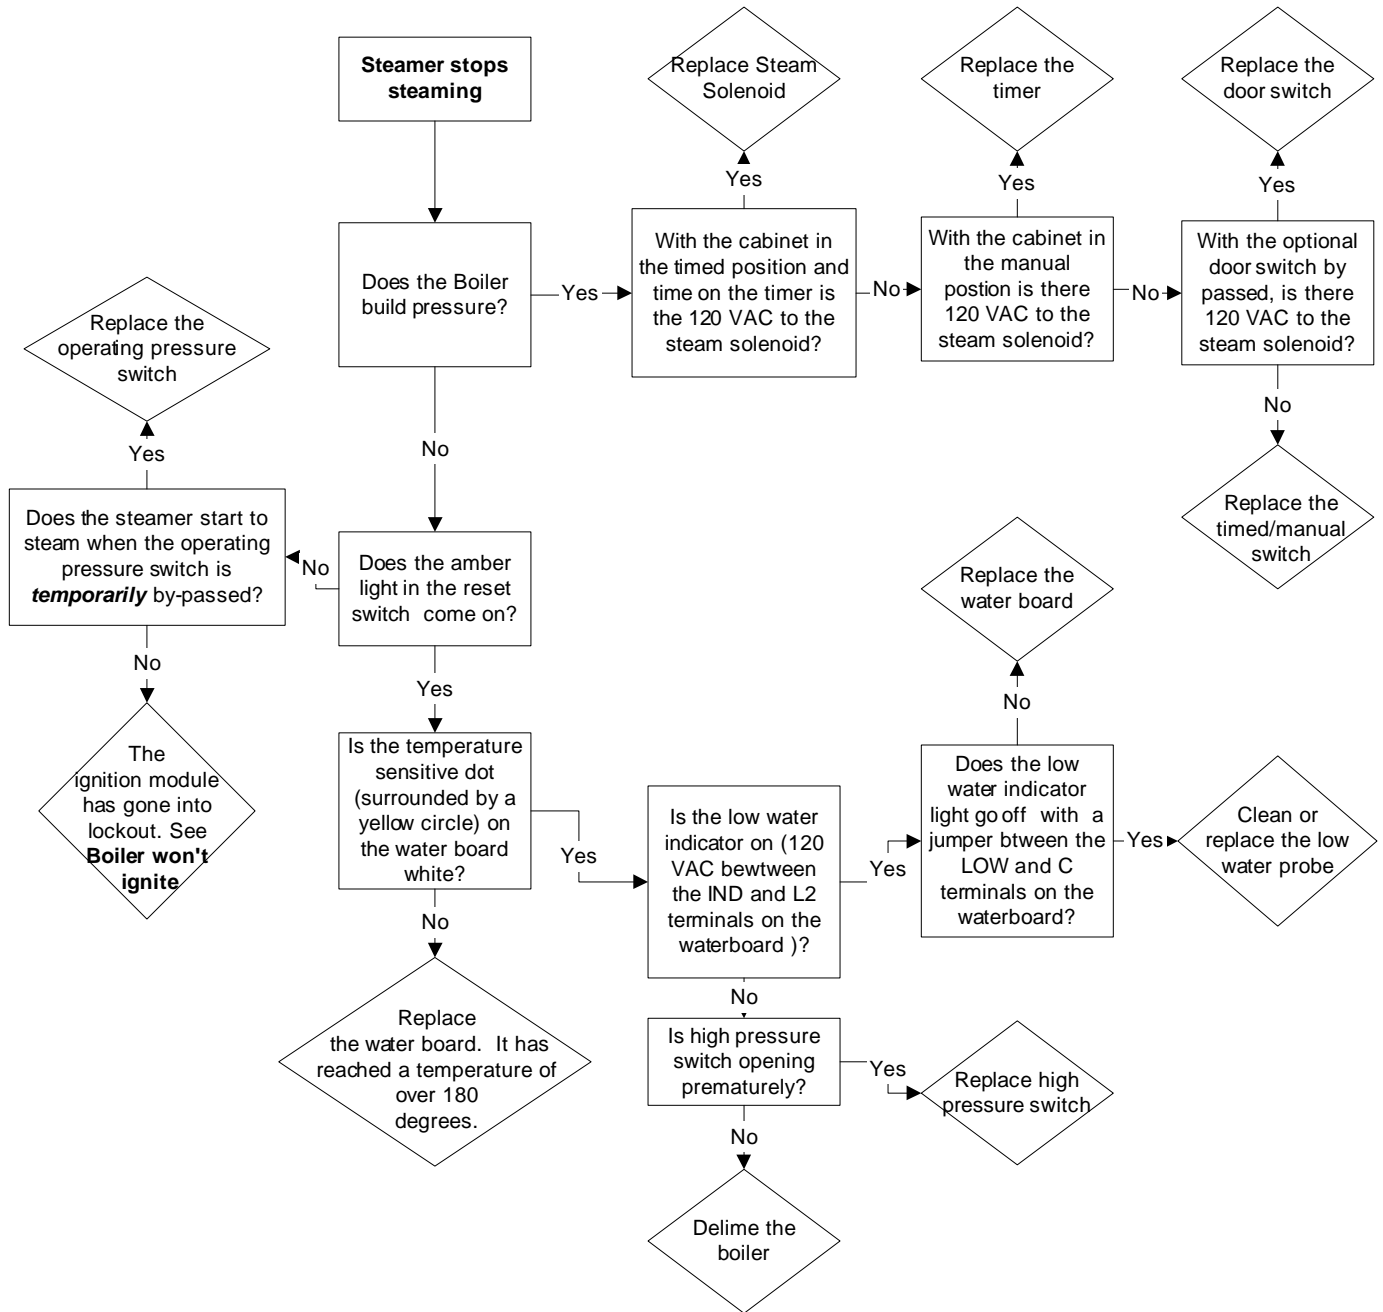 Steamer stops
steaming
Replace Steam
Solenoid
Replace the
timer
Replace the
door switch
Yes
Yes
Yes
Does the Boiler
build pressure?
Yes
With the cabinet in
the timed position and
time on the timer is
the 120 VAC to the
steam solenoid?
No
With the cabinet in
the manual
postion is there
120 VAC to the
steam solenoid?
No
With the optional
door switch by
passed, is there
120 VAC to the
steam solenoid?
No
Replace the
timed/manual
switch
Replace the
operating pressure
switch
Yes
No
Does the steamer start to
steam when the operating
pressure switch is
temporarily by-passed?
No
Does the amber
light in the reset
switch come on?
No
The
ignition module
has gone into
lockout. See
Boiler won't
ignite
Yes
Is the temperature
sensitive dot
(surrounded by a
yellow circle) on
the water board
white?
Yes
No
Replace
the water board. It has
reached a temperature of
over 180
degrees.
Is the low water
indicator on (120
VAC bewtween
the IND and L2
terminals on the
waterboard )?
Yes
Replace the
water board
No
Does the low
water indicator
light go off with a
jumper btween the
LOW and C
terminals on the
waterboard?
Yes
Clean or
replace the low
water probe
No
Is high pressure
switch opening
prematurely?
Yes
Replace high
pressure switch
No
Delime the
boiler